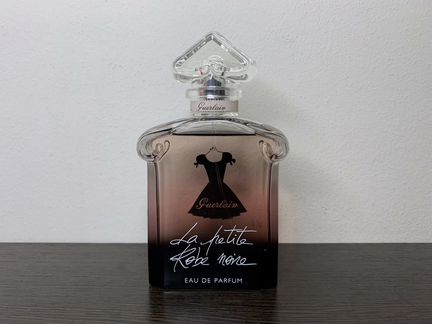 Guerlain
Guerlain
La petite
Robe noire
EAU DE PARFUM